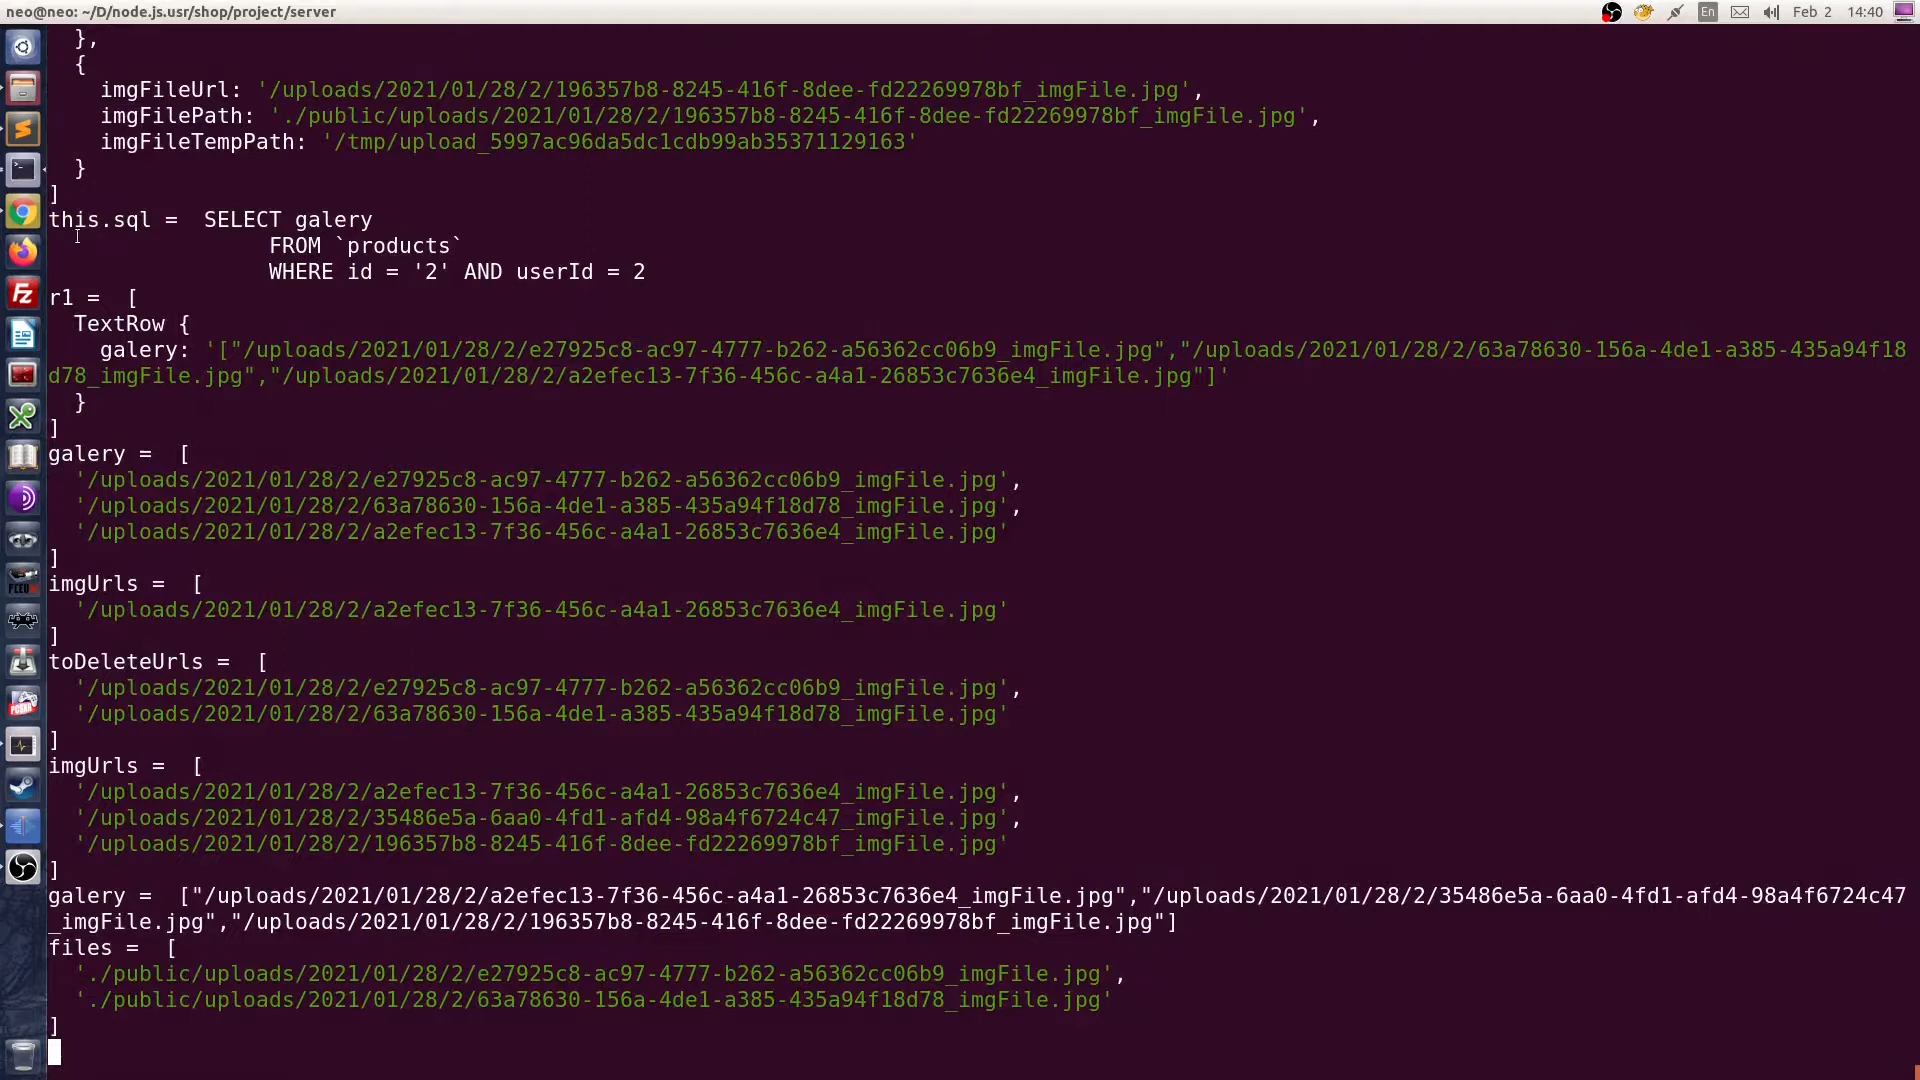 neo@neo: ~/D/node.js.usr/shop/project/server
En
Feb 2
14:40
},
{
imgFileUrl: '/uploads/2021/01/28/2/196357b8-8245-416f-8dee-fd22269978bf_imgFile.jpg',
imgFilePath: './public/uploads/2021/01/28/2/196357b8-8245-416f-8dee-fd22269978bf_imgFile.jpg',
imgFileTempPath: '/tmp/upload_5997ac96da5dc1cdb99ab35371129163'
}
]
this.sql =  SELECT galery
FROM `products`
WHERE id = '2' AND userId = 2
r1 =  [
TextRow {
galery: '["/uploads/2021/01/28/2/e27925c8-ac97-4777-b262-a56362cc06b9_imgFile.jpg","/uploads/2021/01/28/2/63a78630-156a-4de1-a385-435a94f18
d78_imgFile.jpg","/uploads/2021/01/28/2/a2efec13-7f36-456c-a4a1-26853c7636e4_imgFile.jpg"]'
}
]
galery =  [
'/uploads/2021/01/28/2/e27925c8-ac97-4777-b262-a56362cc06b9_imgFile.jpg',
'/uploads/2021/01/28/2/63a78630-156a-4de1-a385-435a94f18d78_imgFile.jpg',
'/uploads/2021/01/28/2/a2efec13-7f36-456c-a4a1-26853c7636e4_imgFile.jpg'
]
imgUrls =  [
'/uploads/2021/01/28/2/a2efec13-7f36-456c-a4a1-26853c7636e4_imgFile.jpg'
]
toDeleteUrls =  [
'/uploads/2021/01/28/2/e27925c8-ac97-4777-b262-a56362cc06b9_imgFile.jpg',
'/uploads/2021/01/28/2/63a78630-156a-4de1-a385-435a94f18d78_imgFile.jpg'
]
imgUrls =  [
'/uploads/2021/01/28/2/a2efec13-7f36-456c-a4a1-26853c7636e4_imgFile.jpg',
'/uploads/2021/01/28/2/35486e5a-6aa0-4fd1-afd4-98a4f6724c47_imgFile.jpg',
'/uploads/2021/01/28/2/196357b8-8245-416f-8dee-fd22269978bf_imgFile.jpg'
]
galery =  ["/uploads/2021/01/28/2/a2efec13-7f36-456c-a4a1-26853c7636e4_imgFile.jpg","/uploads/2021/01/28/2/35486e5a-6aa0-4fd1-afd4-98a4f6724c47
_imgFile.jpg","/uploads/2021/01/28/2/196357b8-8245-416f-8dee-fd22269978bf_imgFile.jpg"]
files =  [
'./public/uploads/2021/01/28/2/e27925c8-ac97-4777-b262-a56362cc06b9_imgFile.jpg',
'./public/uploads/2021/01/28/2/63a78630-156a-4de1-a385-435a94f18d78_imgFile.jpg'
]